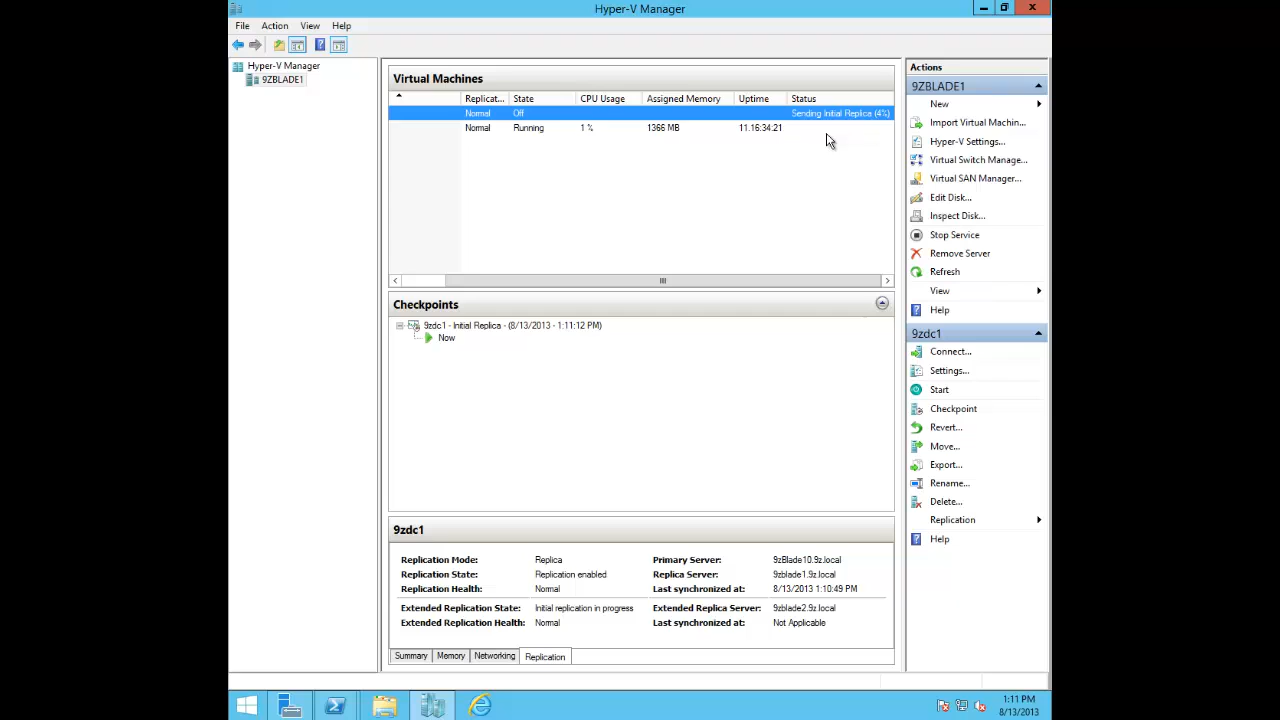 Hyper-V Manager
File Action View Help
Hyper-V Manager
9ZBLADE1
Virtual Machines
Replicat... State CPU Usage Assigned Memory Uptime Status
Normal Off Sending Initial Replica (4%)
Normal Running 1 % 1366 MB 11.16:34:21
Checkpoints
9zdc1 - Initial Replica - (8/13/2013 - 1:11:12 PM)
Now
9zdc1
Replication Mode: Replica Primary Server: 9zBlade10.9z.local
Replication State: Replication enabled Replica Server: 9zblade1.9z.local
Replication Health: Normal Last synchronized at: 8/13/2013 1:10:49 PM
Extended Replication State: Initial replication in progress Extended Replica Server: 9zblade2.9z.local
Extended Replication Health: Normal Last synchronized at: Not Applicable
Summary Memory Networking Replication
Actions
9ZBLADE1
New
Import Virtual Machin...
Hyper-V Settings...
Virtual Switch Manage...
Virtual SAN Manager...
Edit Disk...
Inspect Disk...
Stop Service
Remove Server
Refresh
View
Help
9zdc1
Connect...
Settings...
Start
Checkpoint
Revert...
Move...
Export...
Rename...
Delete...
Replication
Help
1:11 PM
8/13/2013